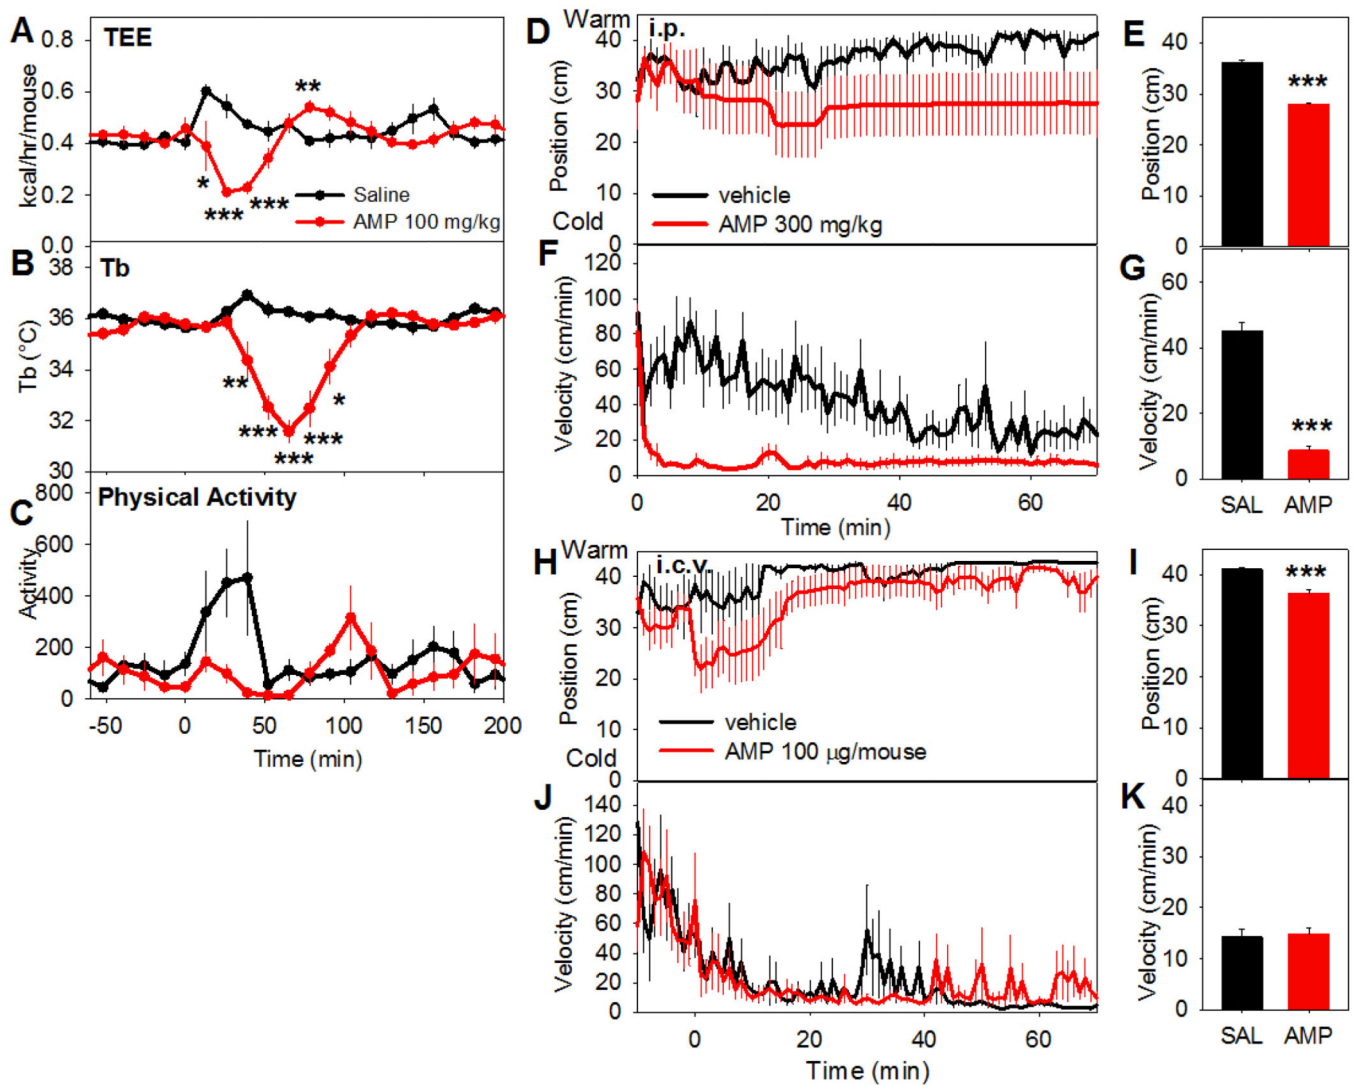 A
TEE
0.8
0.6
0.4
0.2
0.0
kcal/hr/mouse
**
*
***
***
Saline
AMP 100 mg/kg
B
Tb
38
36
34
32
30
Tb (°C)
**
***
***
***
*
C
Physical Activity
800
600
400
200
0
Activity
-50 0 50 100 150 200
Time (min)
D
Warm
i.p.
40
30
20
10
0
Position (cm)
Cold
vehicle
AMP 300 mg/kg
E
40
30
20
10
0
Position (cm)
***
F
120
100
80
60
40
20
0
Velocity (cm/min)
0 20 40 60
Time (min)
G
60
40
20
0
Velocity (cm/min)
***
SAL AMP
H
Warm
i.c.v.
40
30
20
10
0
Position (cm)
Cold
vehicle
AMP 100 µg/mouse
I
40
30
20
10
0
Position (cm)
***
J
140
120
100
80
60
40
20
0
Velocity (cm/min)
0 20 40 60
Time (min)
K
40
30
20
10
0
Velocity (cm/min)
SAL AMP